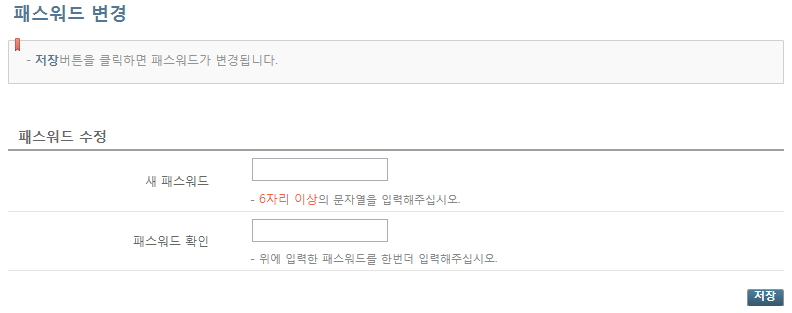 패스워드 변경
- 저장버튼을 클릭하면 패스워드가 변경됩니다.
패스워드 수정
새 패스워드
- 6자리 이상의 문자열을 입력해주십시오.
패스워드 확인
- 위에 입력한 패스워드를 한번더 입력해주십시오.
저장